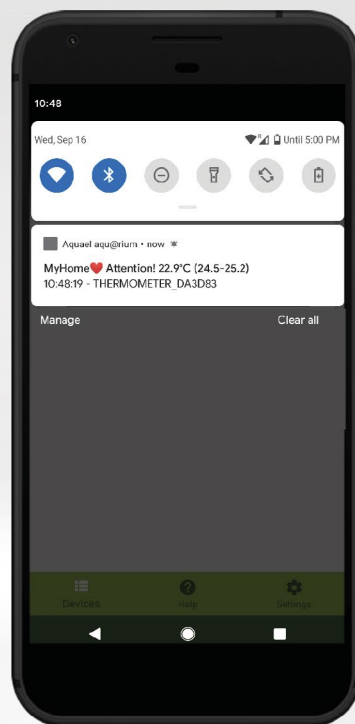 10:48
Wed, Sep 16 R Until 5:00 PM
Aquael aqu@rium • now
MyHome❤️ Attention! 22.9°C (24.5-25.2)
10:48:19 - THERMOMETER_DA3D83
Manage Clear all
Devices Help Settings